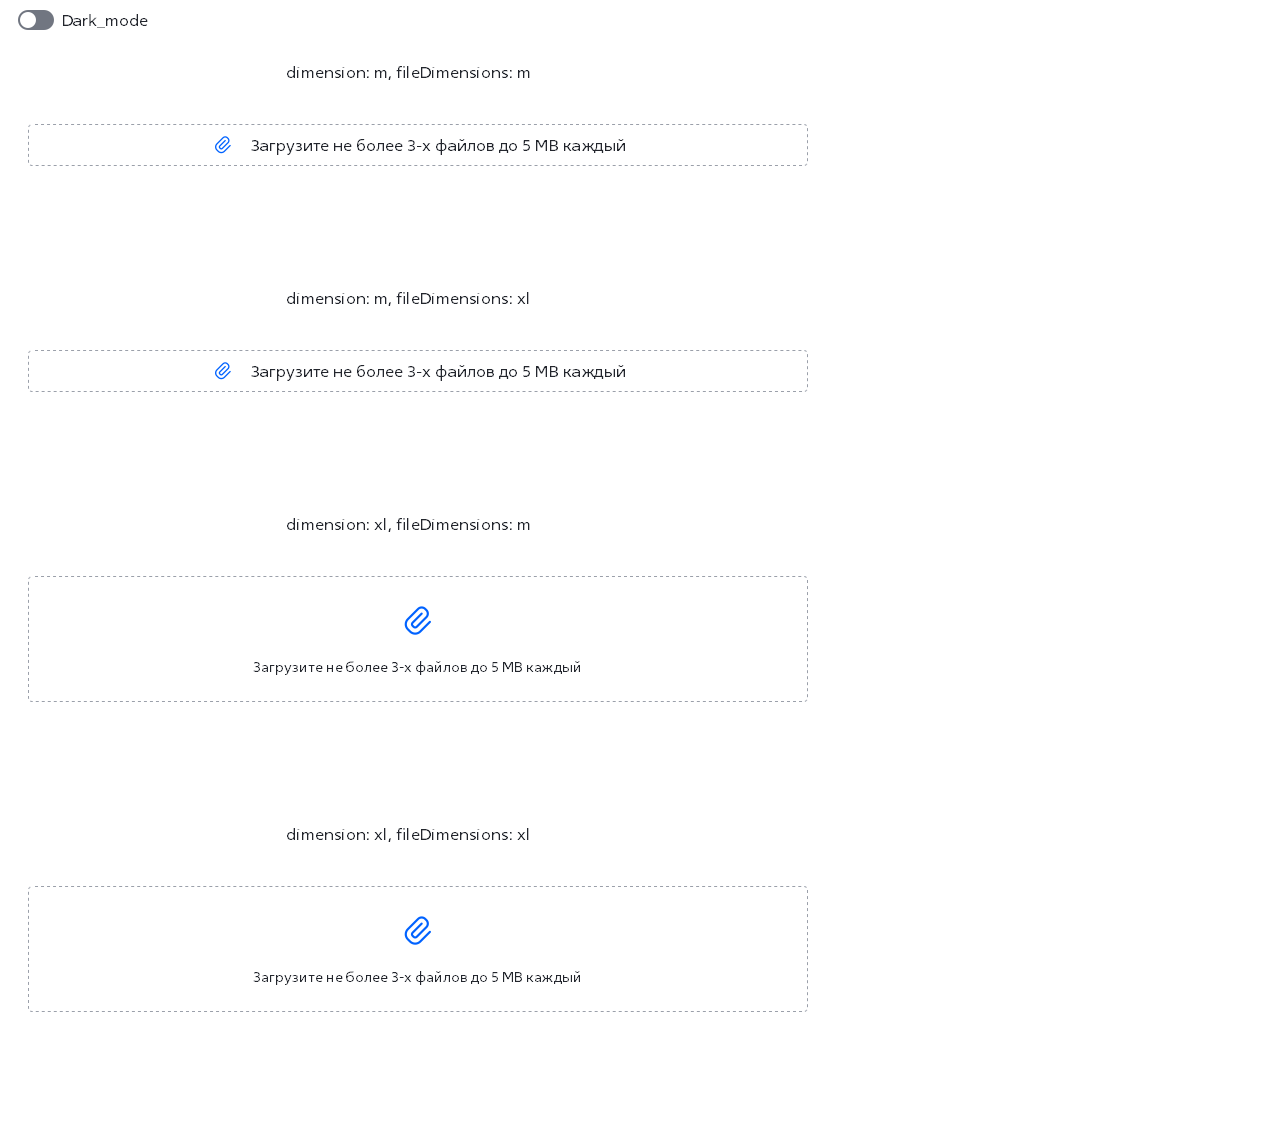 Dark_mode
dimension: m, fileDimensions: m
Загрузите не более 3-х файлов до 5 MB каждый
dimension: m, fileDimensions: xl
Загрузите не более 3-х файлов до 5 MB каждый
dimension: xl, fileDimensions: m
Загрузите не более 3-х файлов до 5 MB каждый
dimension: xl, fileDimensions: xl
Загрузите не более 3-х файлов до 5 MB каждый